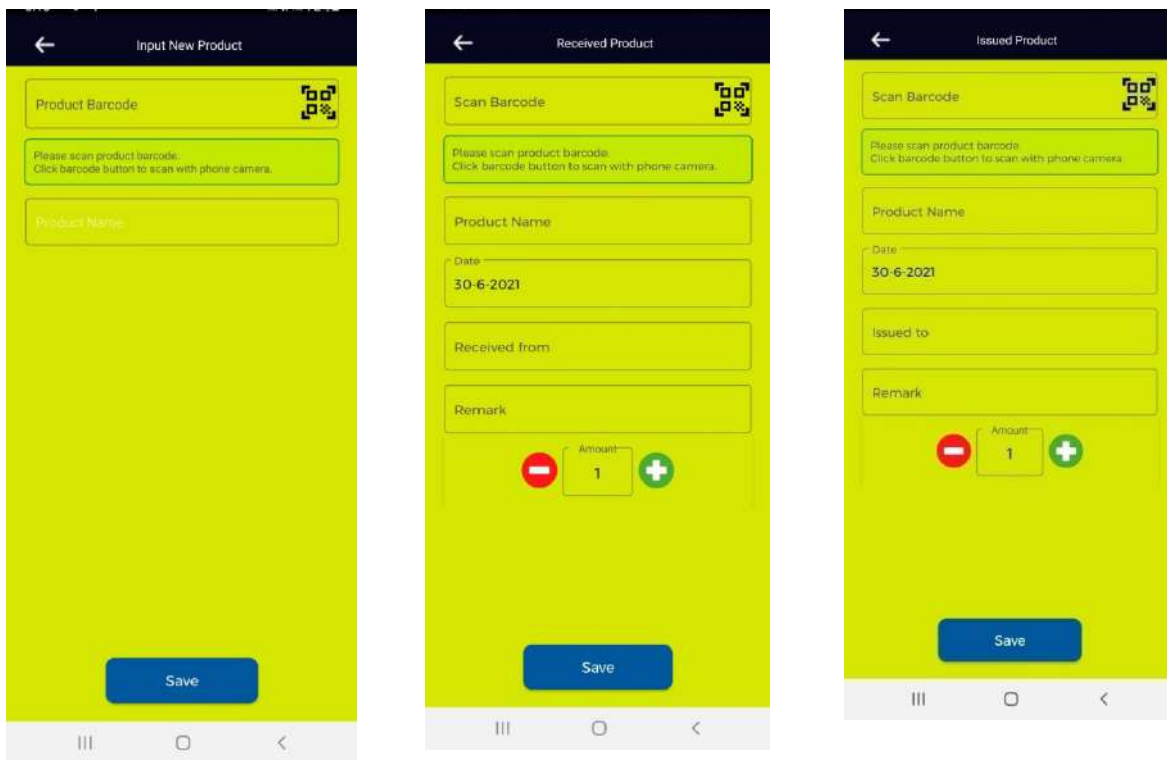 Input New Product
Product Barcode
Please scan product barcode.
Click barcode button to scan with phone camera.
Product Name
Save
Received Product
Scan Barcode
Please scan product barcode.
Click barcode button to scan with phone camera.
Product Name
Date
30-6-2021
Received from
Remark
Amount
1
Save
Issued Product
Scan Barcode
Please scan product barcode.
Click barcode button to scan with phone camera.
Product Name
Date
30-6-2021
Issued to
Remark
Amount
1
Save